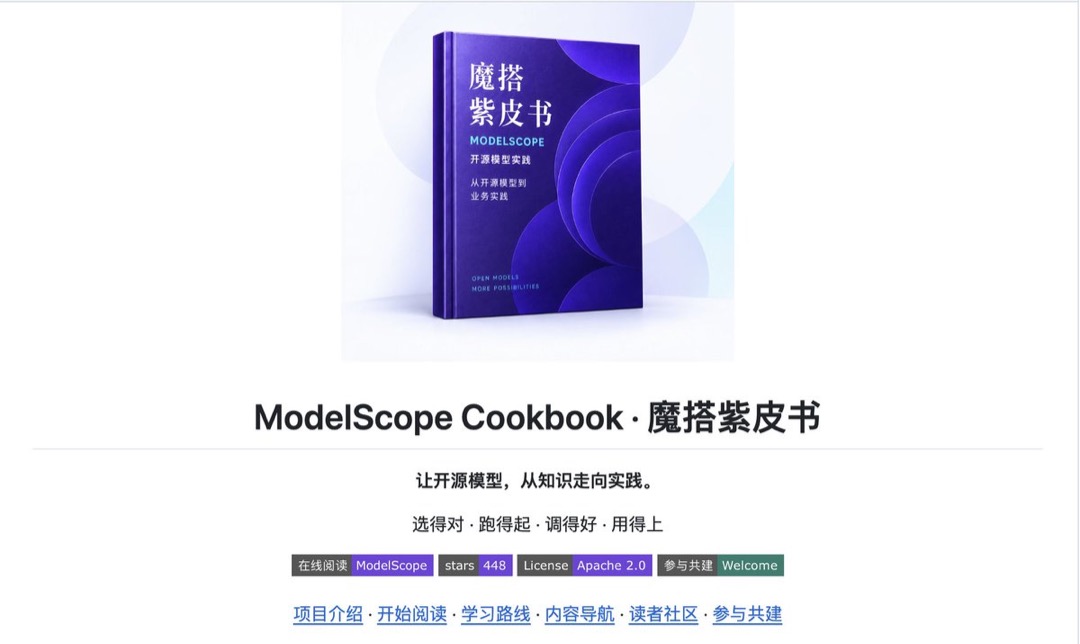 魔搭
紫皮书
MODELSCOPE
开源模型实践
从开源模型到
业务实践
OPEN MODELS
MORE POSSIBILITIES
ModelScope Cookbook · 魔搭紫皮书
让开源模型，从知识走向实践。
选得对 · 跑得起 · 调得好 · 用得上
在线阅读 ModelScope stars 448 License Apache 2.0 参与共建 Welcome
项目介绍 · 开始阅读 · 学习路线 · 内容导航 · 读者社区 · 参与共建